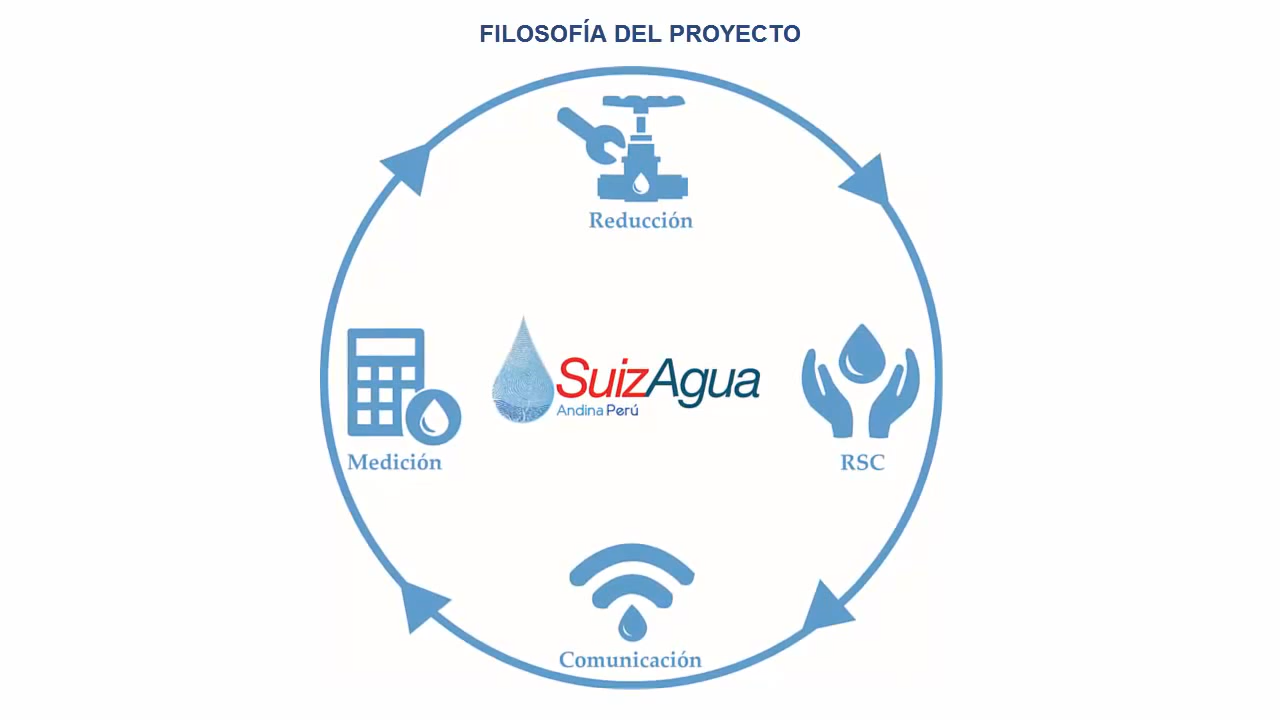 FILOSOFÍA DEL PROYECTO
Reducción
SuizAgua
Andina Perú
Medición
RSC
Comunicación